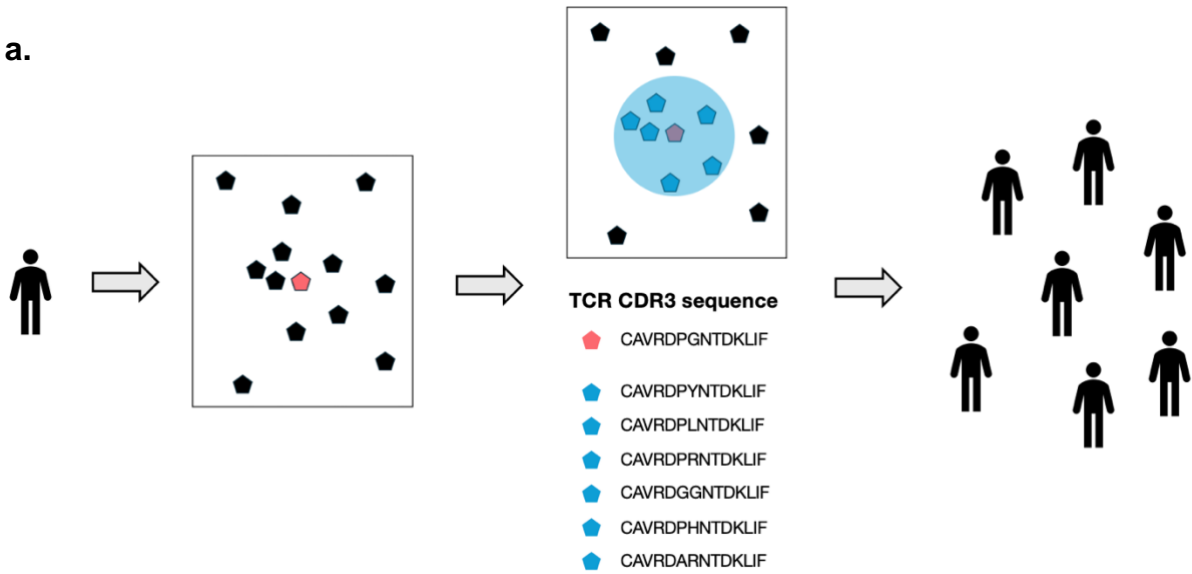 a.
TCR CDR3 sequence
CAVRDPGNTDKLIF
CAVRDPYNTDKLIF
CAVRDPLNTDKLIF
CAVRDPRNTDKLIF
CAVRDGGNTDKLIF
CAVRDPHNTDKLIF
CAVRDARNTDKLIF